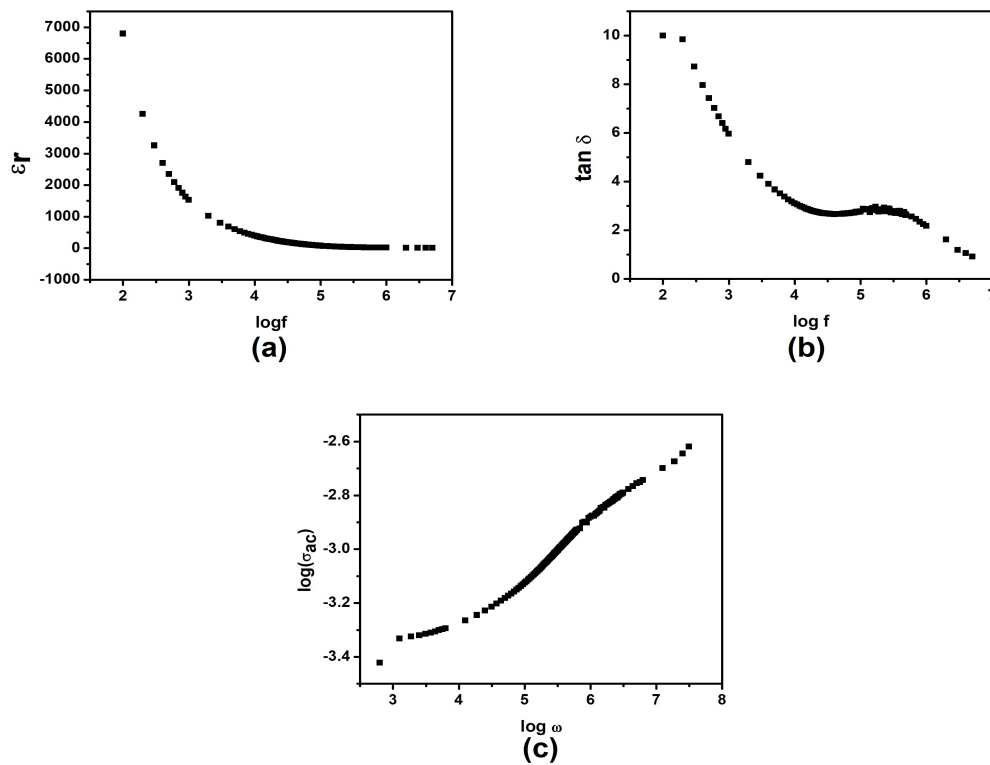 7000
6000
5000
4000
3000
2000
1000
0
-1000
εr
2 3 4 5 6 7
logf
(a)
10
8
6
4
2
0
tan δ
2 3 4 5 6 7
log f
(b)
-2.6
-2.8
-3.0
-3.2
-3.4
log(σac)
3 4 5 6 7 8
log ω
(c)